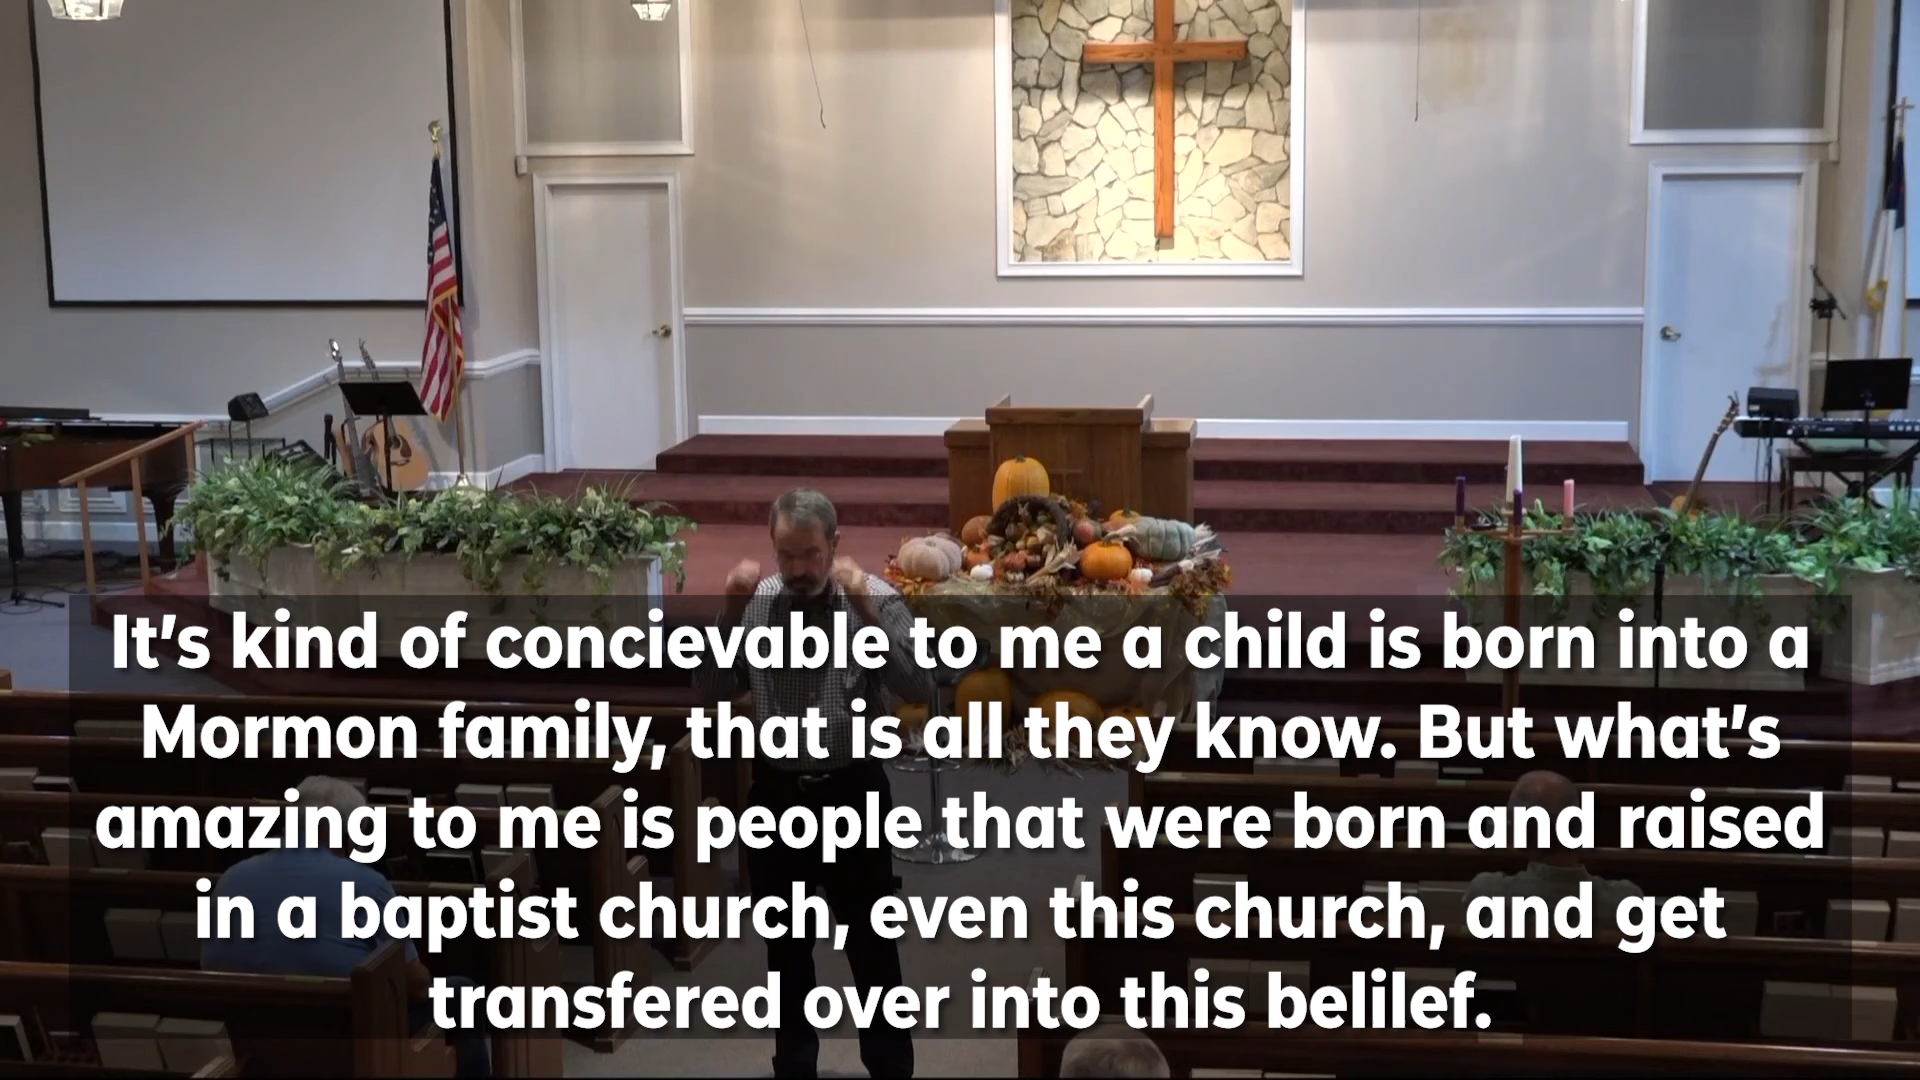 It's kind of concievable to me a child is born into a
Mormon family, that is all they know. But what's
amazing to me is people that were born and raised
in a baptist church, even this church, and get
transfered over into this belilef.